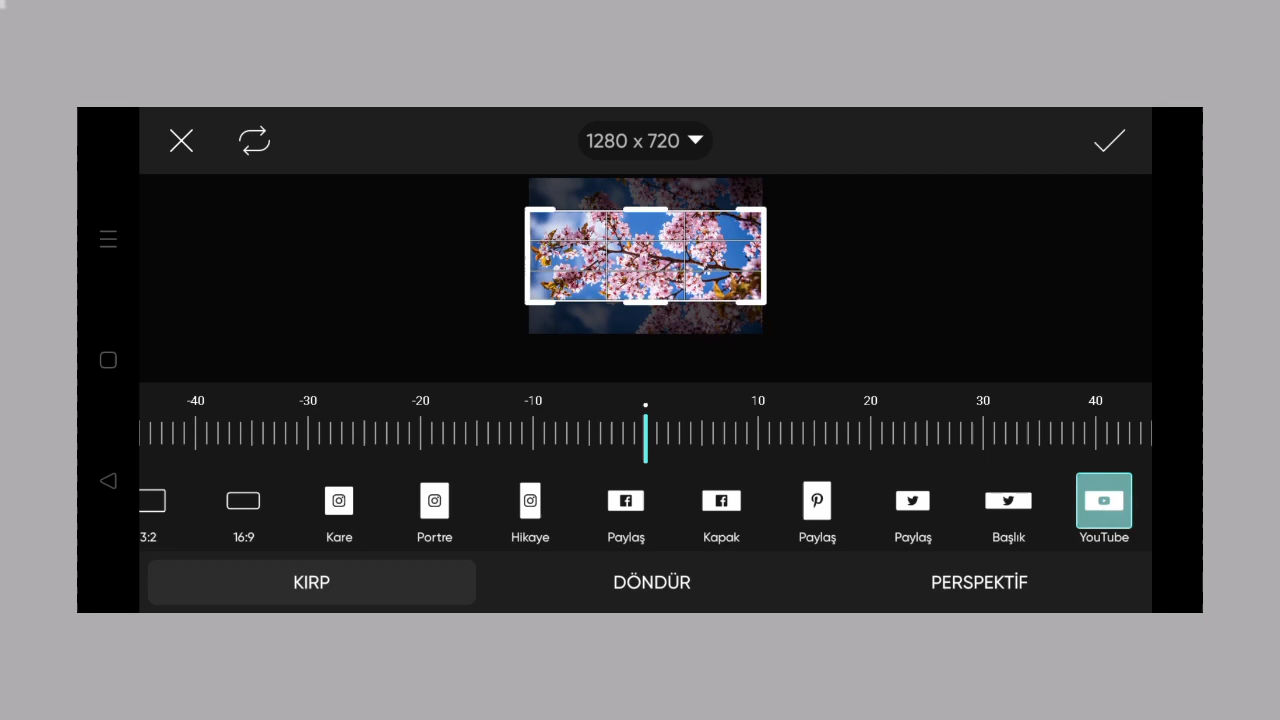 1280 x 720
-40 -30 -20 -10 10 20 30 40
3:2 16:9 Kare Portre Hikaye Paylaş Kapak Paylaş Paylaş Başlık YouTube
KIRP DÖNDÜR PERSPEKTİF